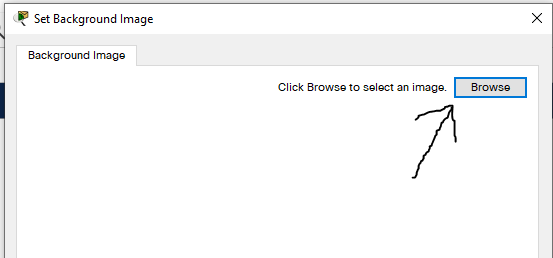 Set Background Image
Background Image
Click Browse to select an image. Browse